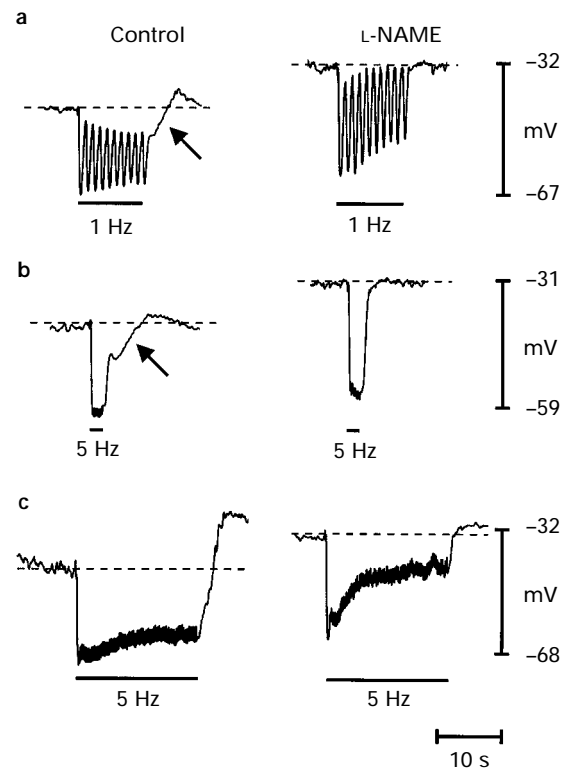 a
Control
L-NAME
–32
mV
–67
1 Hz
1 Hz
b
–31
mV
–59
5 Hz
5 Hz
c
–32
mV
–68
5 Hz
5 Hz
10 s